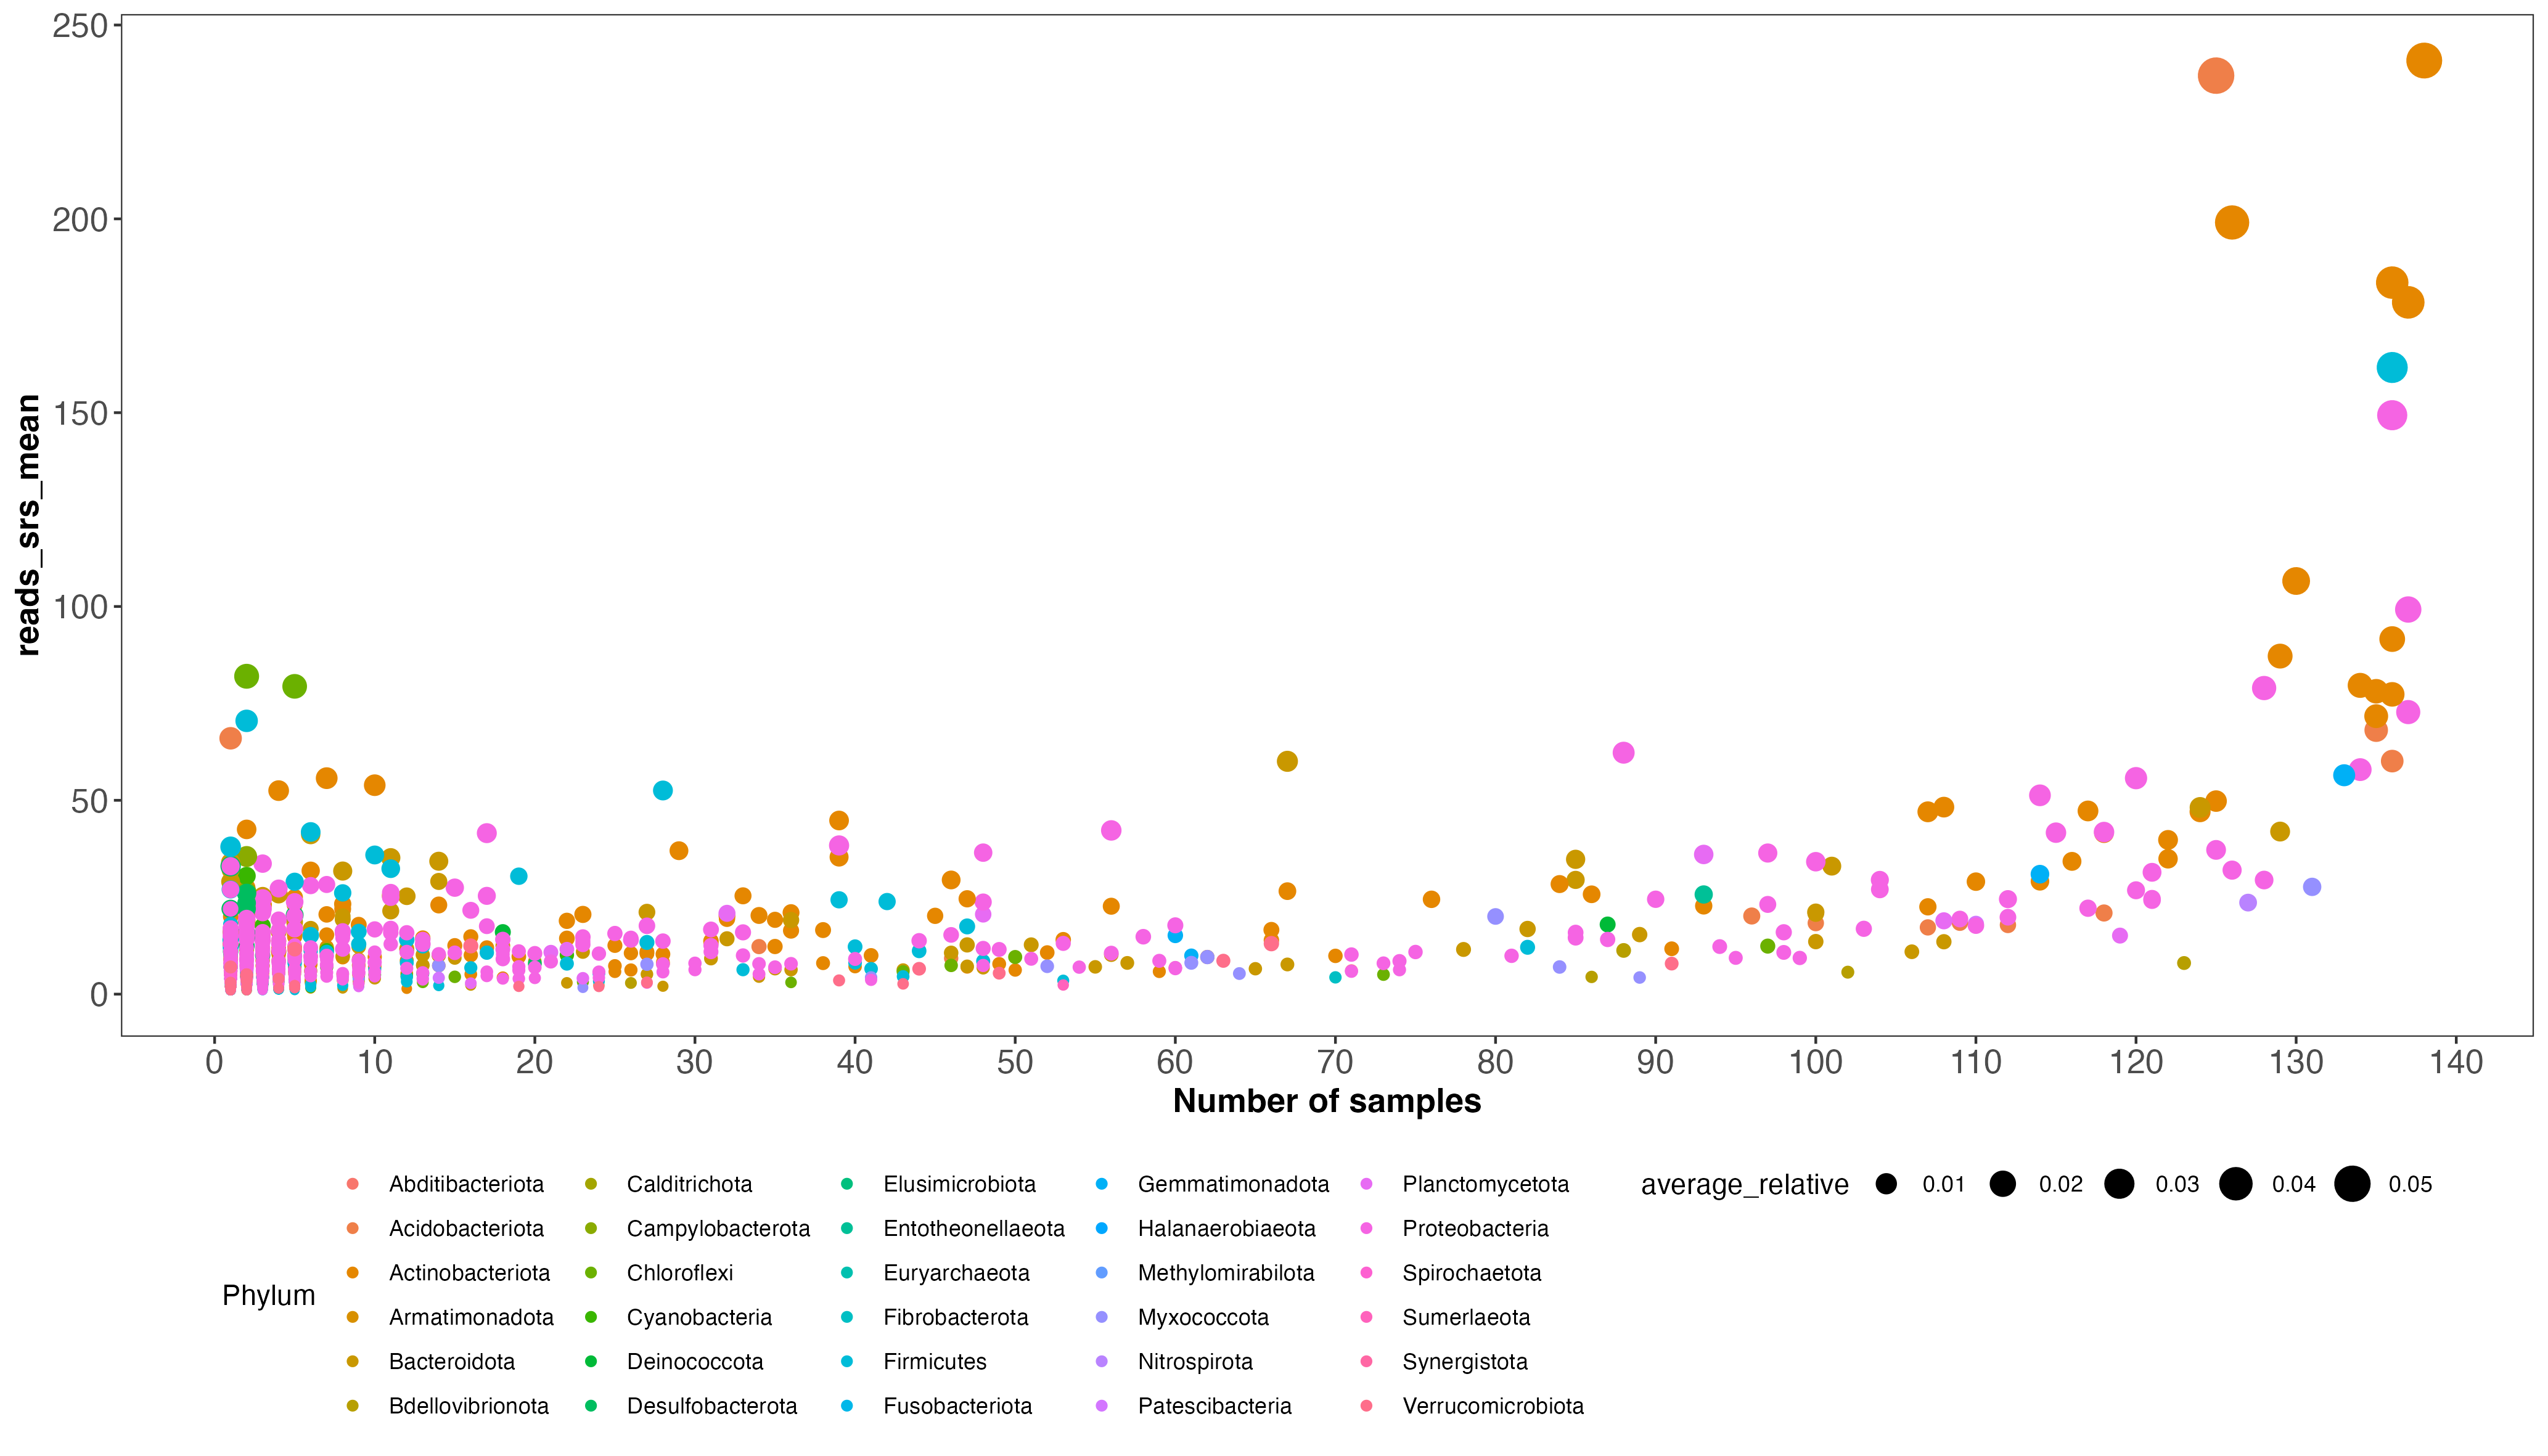 250
200
150
100
50
0
reads_srs_mean
0 10 20 30 40 50 60 70 80 90 100 110 120 130 140
Number of samples
Phylum
Abditibacteriota Calditrichota Elusimicrobiota Gemmatimonadota Planctomycetota
Acidobacteriota Campylobacterota Entotheonellaeota Halanaerobiaeota Proteobacteria
Actinobacteriota Chloroflexi Euryarchaeota Methylomirabilota Spirochaetota
Armatimonadota Cyanobacteria Fibrobacterota Myxococcota Sumerlaeota
Bacteroidota Deinococcota Firmicutes Nitrospirota Synergistota
Bdellovibrionota Desulfobacterota Fusobacteriota Patescibacteria Verrucomicrobiota
average_relative 0.01 0.02 0.03 0.04 0.05